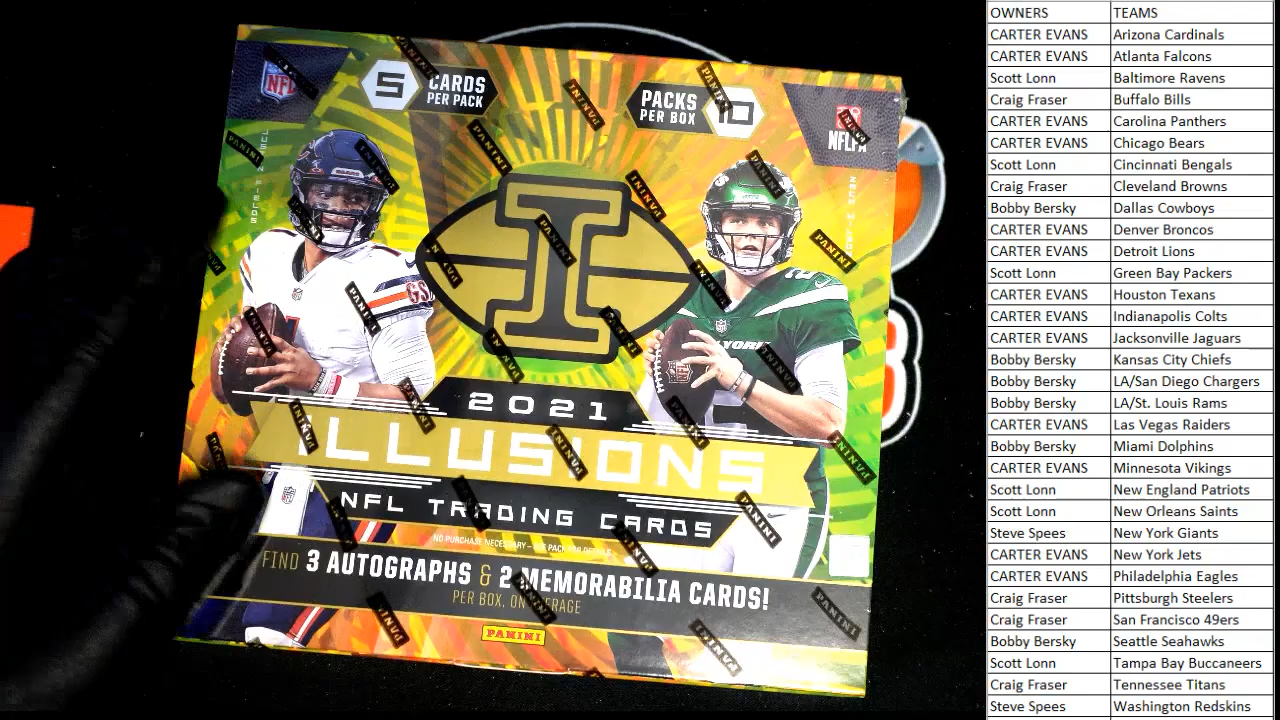 NFL
5
CARDS
PER PACK
PACKS
PER BOX
10
NFLPA
2021
ILLUSIONS
NFL TRADING CARDS
NO PURCHASE NECESSARY – SEE PACK FOR DETAILS
FIND 3 AUTOGRAPHS & 2 MEMORABILIA CARDS!
PER BOX, ON AVERAGE
PANINI
OWNERS TEAMS
CARTER EVANS Arizona Cardinals
CARTER EVANS Atlanta Falcons
Scott Lonn Baltimore Ravens
Craig Fraser Buffalo Bills
CARTER EVANS Carolina Panthers
CARTER EVANS Chicago Bears
Scott Lonn Cincinnati Bengals
Craig Fraser Cleveland Browns
Bobby Bersky Dallas Cowboys
CARTER EVANS Denver Broncos
CARTER EVANS Detroit Lions
Scott Lonn Green Bay Packers
CARTER EVANS Houston Texans
CARTER EVANS Indianapolis Colts
CARTER EVANS Jacksonville Jaguars
Bobby Bersky Kansas City Chiefs
Bobby Bersky LA/San Diego Chargers
Bobby Bersky LA/St. Louis Rams
CARTER EVANS Las Vegas Raiders
Bobby Bersky Miami Dolphins
CARTER EVANS Minnesota Vikings
Scott Lonn New England Patriots
Scott Lonn New Orleans Saints
Steve Spees New York Giants
CARTER EVANS New York Jets
CARTER EVANS Philadelphia Eagles
Craig Fraser Pittsburgh Steelers
Craig Fraser San Francisco 49ers
Bobby Bersky Seattle Seahawks
Scott Lonn Tampa Bay Buccaneers
Craig Fraser Tennessee Titans
Steve Spees Washington Redskins